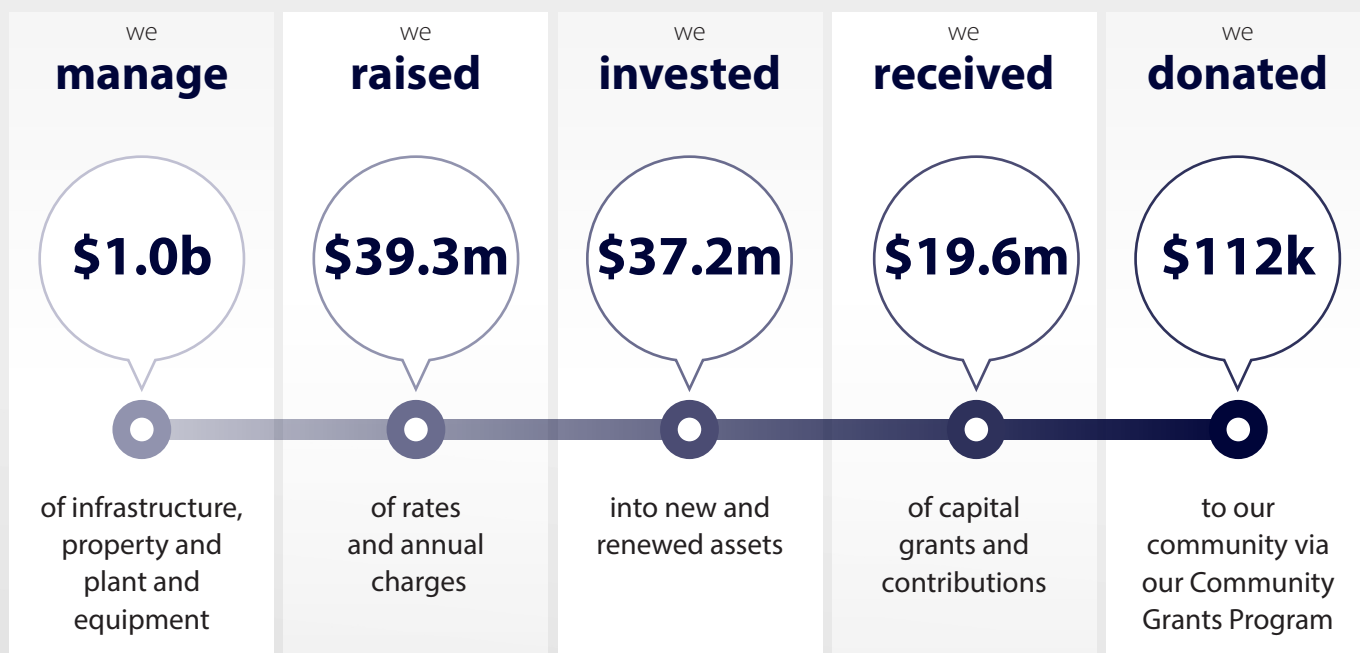 we
manage
$1.0b
of infrastructure,
property and
plant and
equipment
we
raised
$39.3m
of rates
and annual
charges
we
invested
$37.2m
into new and
renewed assets
we
received
$19.6m
of capital
grants and
contributions
we
donated
$112k
to our
community via
our Community
Grants Program